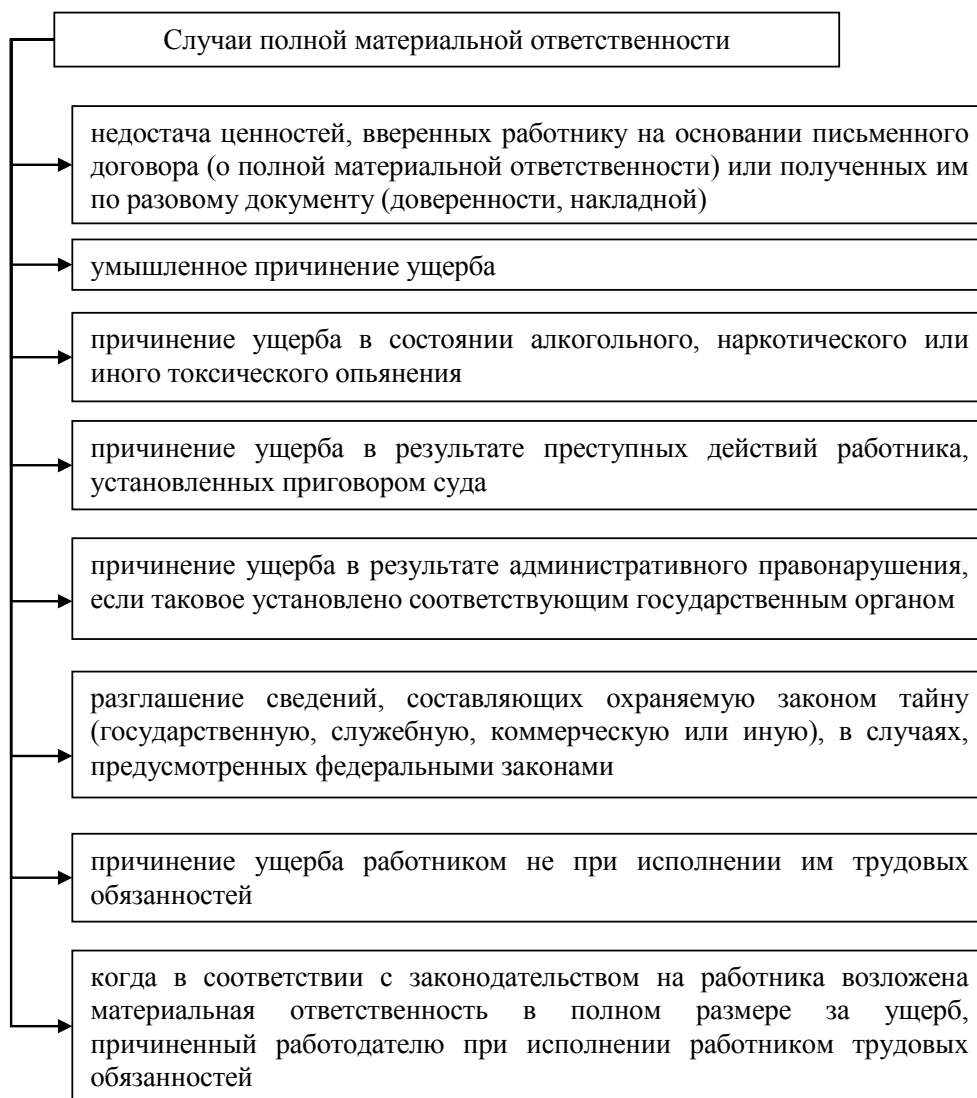 Случаи полной материальной ответственности
недостача ценностей, вверенных работнику на основании письменного
договора (о полной материальной ответственности) или полученных им
по разовому документу (доверенности, накладной)
умышленное причинение ущерба
причинение ущерба в состоянии алкогольного, наркотического или
иного токсического опьянения
причинение ущерба в результате преступных действий работника,
установленных приговором суда
причинение ущерба в результате административного правонарушения,
если таковое установлено соответствующим государственным органом
разглашение сведений, составляющих охраняемую законом тайну
(государственную, служебную, коммерческую или иную), в случаях,
предусмотренных федеральными законами
причинение ущерба работником не при исполнении им трудовых
обязанностей
когда в соответствии с законодательством на работника возложена
материальная ответственность в полном размере за ущерб,
причиненный работодателю при исполнении работником трудовых
обязанностей